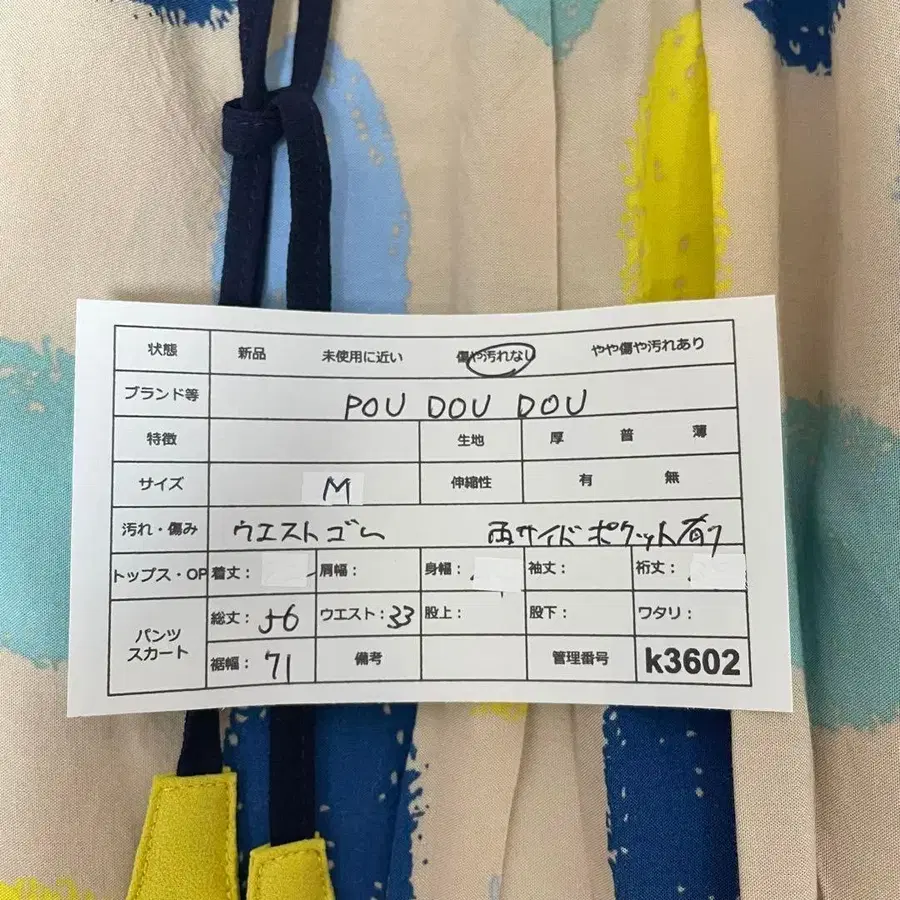 状態 新品 未使用に近い 傷や汚れなし やや傷や汚れあり
ブランド等 POU DOU DOU
特徴 生地 厚 普 薄
サイズ M 伸縮性 有 無
汚れ・傷み ウエストゴム 両サイドポケット有り
トップス・OP 着丈: 肩幅: 身幅: 袖丈: 裄丈:
パンツ スカート 総丈: 56 ウエスト: 33 股上: 股下: ワタリ:
裾幅: 71 備考 管理番号 k3602